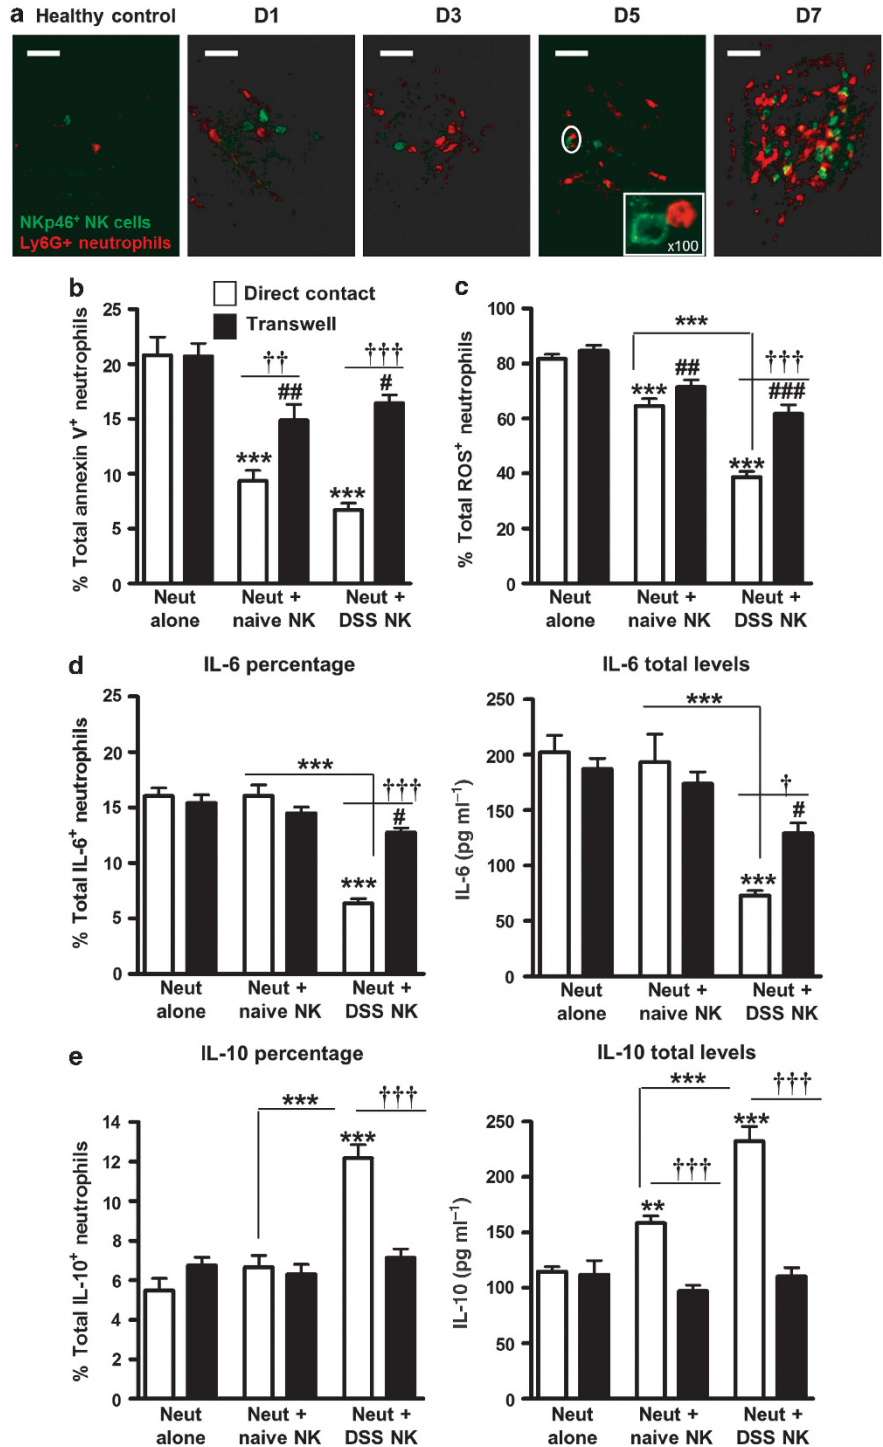 a Healthy control D1 D3 D5 D7
NKp46+ NK cells
Ly6G+ neutrophils
x100
b
Direct contact
Transwell
% Total annexin V+ neutrophils
25
20
15
10
5
0
††
†††
***
##
***
#
Neut alone
Neut + naive NK
Neut + DSS NK
c
% Total ROS+ neutrophils
100
80
60
40
20
0
***
†††
***
##
***
###
Neut alone
Neut + naive NK
Neut + DSS NK
d
IL-6 percentage
% Total IL-6+ neutrophils
25
20
15
10
5
0
***
†††
***
#
Neut alone
Neut + naive NK
Neut + DSS NK
IL-6 total levels
IL-6 (pg ml−1)
250
200
150
100
50
0
***
†
***
#
Neut alone
Neut + naive NK
Neut + DSS NK
e
IL-10 percentage
% Total IL-10+ neutrophils
14
12
10
8
6
4
2
0
***
†††
***
Neut alone
Neut + naive NK
Neut + DSS NK
IL-10 total levels
IL-10 (pg ml−1)
250
200
150
100
50
0
***
†††
***
†††
**
Neut alone
Neut + naive NK
Neut + DSS NK